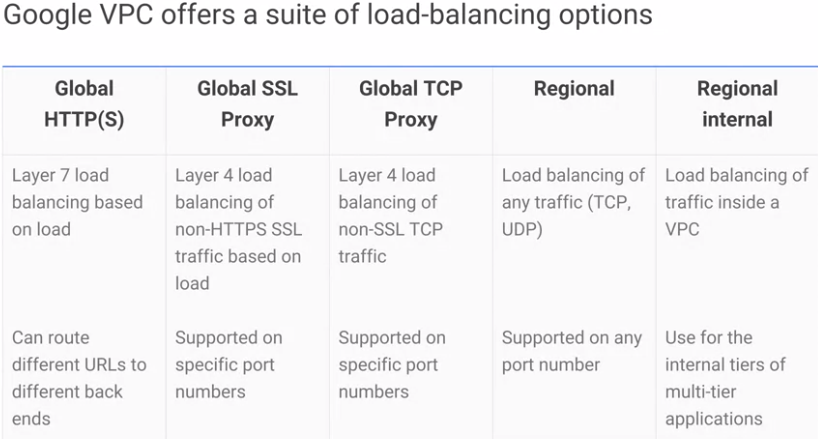 Google VPC offers a suite of load-balancing options
Global
HTTP(S)
Global SSL
Proxy
Global TCP
Proxy
Regional
Regional
internal
Layer 7 load
balancing based
on load
Layer 4 load
balancing of
non-HTTPS SSL
traffic based on
load
Layer 4 load
balancing of
non-SSL TCP
traffic
Load balancing of
any traffic (TCP,
UDP)
Load balancing of
traffic inside a
VPC
Can route
different URLs to
different back
ends
Supported on
specific port
numbers
Supported on
specific port
numbers
Supported on any
port number
Use for the
internal tiers of
multi-tier
applications